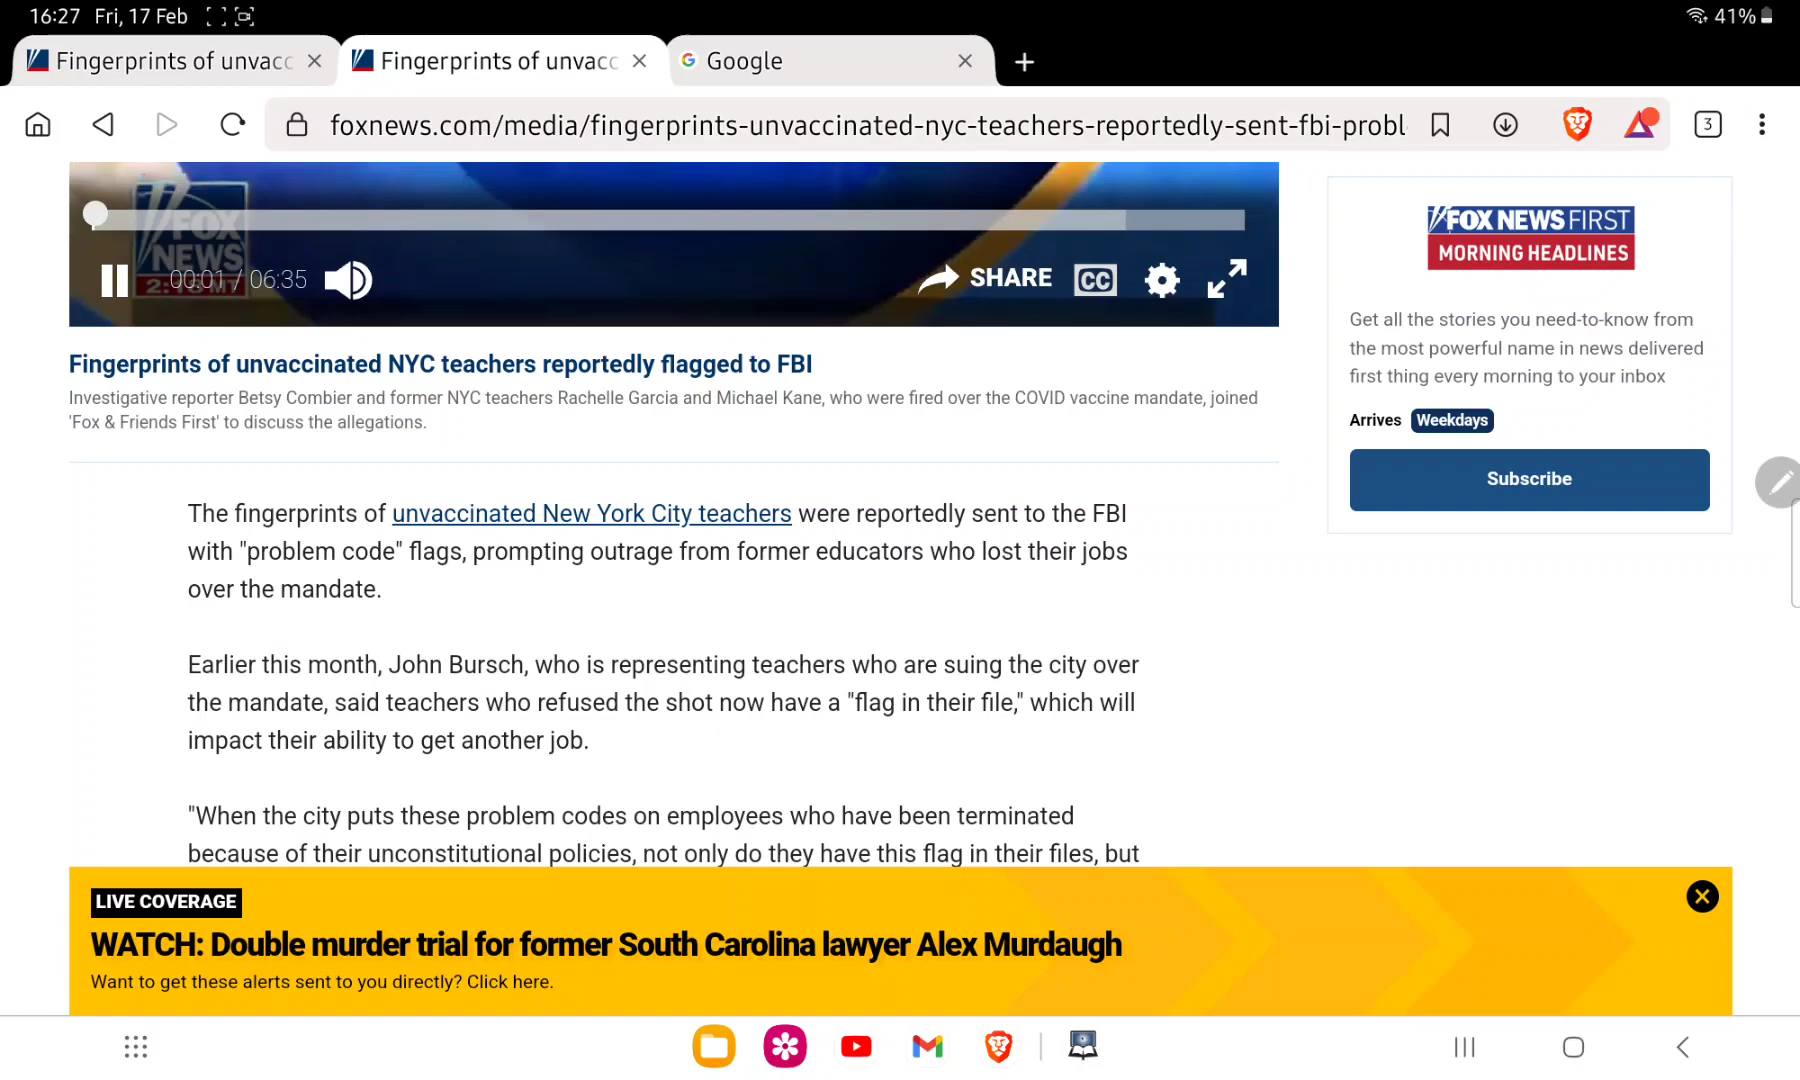 16:27 Fri, 17 Feb
41%
Fingerprints of unvacc
Fingerprints of unvacc
Google
foxnews.com/media/fingerprints-unvaccinated-nyc-teachers-reportedly-sent-fbi-probl
3
FOX
NEWS
00:01 / 06:35
SHARE
CC
Fingerprints of unvaccinated NYC teachers reportedly flagged to FBI
Investigative reporter Betsy Combier and former NYC teachers Rachelle Garcia and Michael Kane, who were fired over the COVID vaccine mandate, joined
'Fox & Friends First' to discuss the allegations.
The fingerprints of unvaccinated New York City teachers were reportedly sent to the FBI
with "problem code" flags, prompting outrage from former educators who lost their jobs
over the mandate.
Earlier this month, John Bursch, who is representing teachers who are suing the city over
the mandate, said teachers who refused the shot now have a "flag in their file," which will
impact their ability to get another job.
"When the city puts these problem codes on employees who have been terminated
because of their unconstitutional policies, not only do they have this flag in their files, but
FOX NEWS FIRST
MORNING HEADLINES
Get all the stories you need-to-know from
the most powerful name in news delivered
first thing every morning to your inbox
Arrives Weekdays
Subscribe
LIVE COVERAGE
WATCH: Double murder trial for former South Carolina lawyer Alex Murdaugh
Want to get these alerts sent to you directly? Click here.